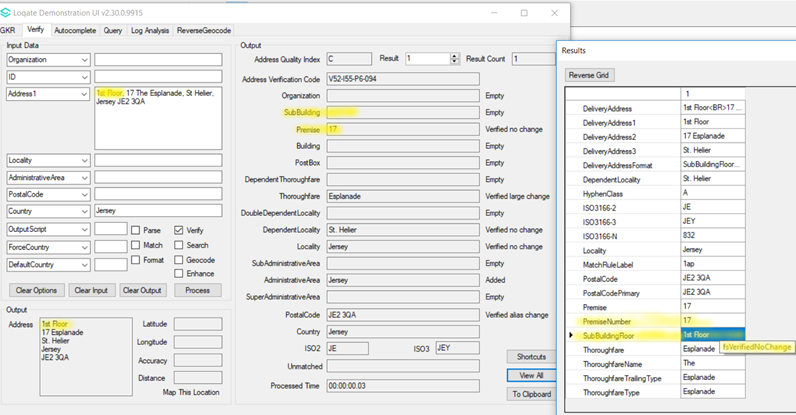 Loqate Demonstration UI v2.30.0.9915
GKR Verify Autocomplete Query Log Analysis ReverseGeocode
Input Data
Organization
ID
Address1
1st Floor, 17 The Esplanade, St Helier,
Jersey JE2 3QA
Locality
AdministrativeArea
PostalCode
Country Jersey
OutputScript Parse Verify
ForceCountry Match Search
DefaultCountry Format Geocode
Enhance
Clear Options Clear Input Clear Output Process
Output
Address
1st Floor
17 Esplanade
St. Helier
Jersey
JE2 3QA
Latitude
Longitude
Accuracy
Distance
Map This Location
Output
Address Quality Index C Result 1 Result Count 1
Address Verification Code V52-I55-P6-094
Organization Empty
SubBuilding Empty
Premise 17 Verified no change
Building Empty
PostBox Empty
DependentThoroughfare Empty
Thoroughfare Esplanade Verified large change
DoubleDependentLocality Empty
DependentLocality St. Helier Verified no change
Locality Jersey Verified no change
SubAdministrativeArea Empty
AdministrativeArea Jersey Added
SuperAdministrativeArea Empty
PostalCode JE2 3QA Verified alias change
Country Jersey
ISO2 JE ISO3 JEY
Unmatched
Processed Time 00:00:00.03
Shortcuts
View All
To Clipboard
Results
Reverse Grid
1
DeliveryAddress 1st Floor<BR>17 ...
DeliveryAddress1 1st Floor
DeliveryAddress2 17 Esplanade
DeliveryAddress3 St. Helier
DeliveryAddressFormat SubBuildingFloor...
DependentLocality St. Helier
HyphenClass A
ISO3166-2 JE
ISO3166-3 JEY
ISO3166-N 832
Locality Jersey
MatchRuleLabel 1ap
PostalCode JE2 3QA
PostalCodePrimary JE2 3QA
Premise 17
PremiseNumber 17
SubBuildingFloor 1st Floor
fsVerifiedNoChange
Thoroughfare Esplanade
ThoroughfareName The
ThoroughfareTrailingType Esplanade
ThoroughfareType Esplanade